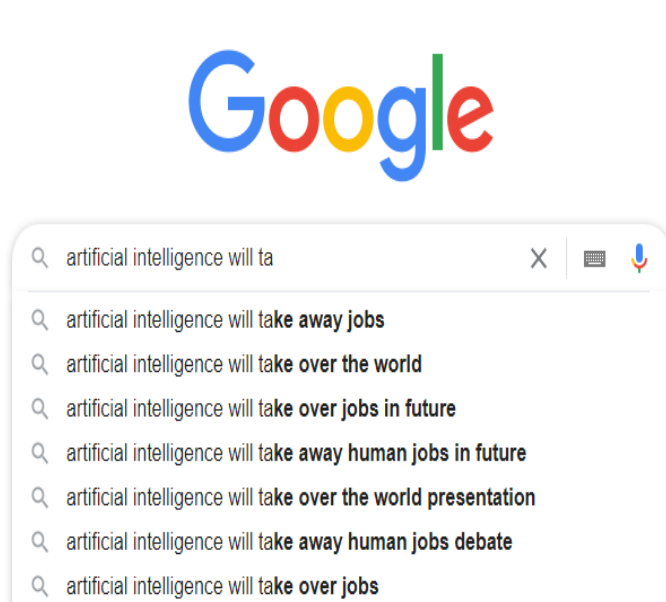 Google
artificial intelligence will ta
artificial intelligence will take away jobs
artificial intelligence will take over the world
artificial intelligence will take over jobs in future
artificial intelligence will take away human jobs in future
artificial intelligence will take over the world presentation
artificial intelligence will take away human jobs debate
artificial intelligence will take over jobs